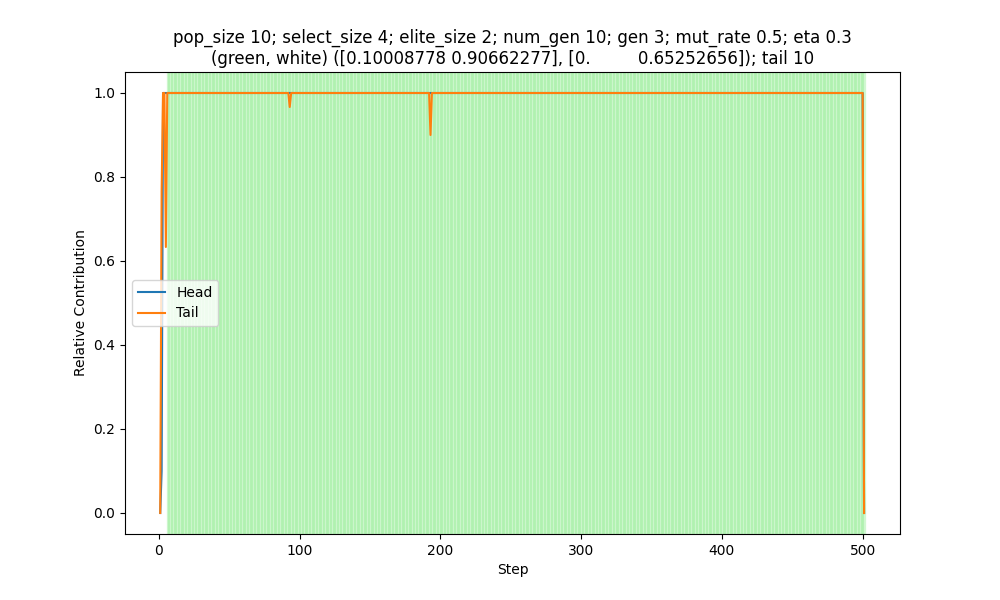 pop_size 10; select_size 4; elite_size 2; num_gen 10; gen 3; mut_rate 0.5; eta 0.3
(green, white) ([0.10008778 0.90662277], [0.         0.65252656]); tail 10
1.0
0.8
0.6
0.4
0.2
0.0
Relative Contribution
Head
Tail
0
100
200
300
400
500
Step